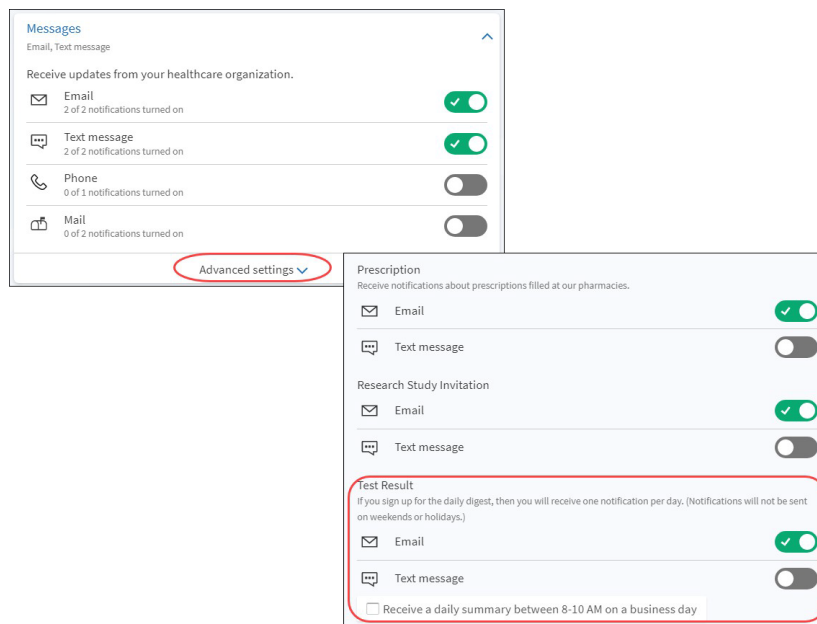 Messages
Email, Text message
Receive updates from your healthcare organization.
Email
2 of 2 notifications turned on
Text message
2 of 2 notifications turned on
Phone
0 of 1 notifications turned on
Mail
0 of 2 notifications turned on
Advanced settings
Prescription
Receive notifications about prescriptions filled at our pharmacies.
Email
Text message
Research Study Invitation
Email
Text message
Test Result
If you sign up for the daily digest, then you will receive one notification per day. (Notifications will not be sent
on weekends or holidays.)
Email
Text message
Receive a daily summary between 8-10 AM on a business day